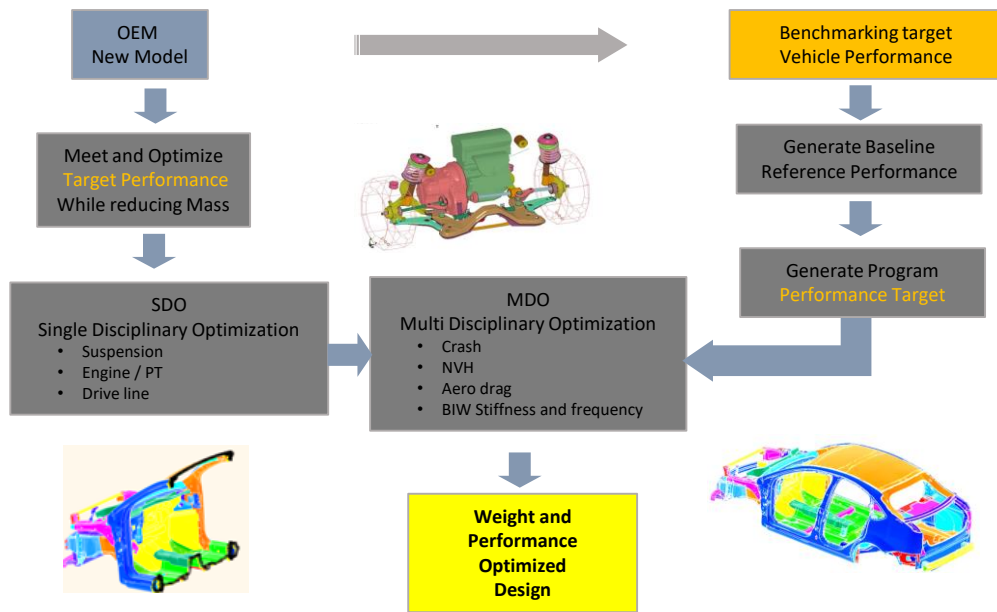 OEM
New Model
Benchmarking target
Vehicle Performance
Meet and Optimize
Target Performance
While reducing Mass
Generate Baseline
Reference Performance
Generate Program
Performance Target
SDO
Single Disciplinary Optimization
• Suspension
• Engine / PT
• Drive line
MDO
Multi Disciplinary Optimization
• Crash
• NVH
• Aero drag
• BIW Stiffness and frequency
Weight and
Performance
Optimized
Design